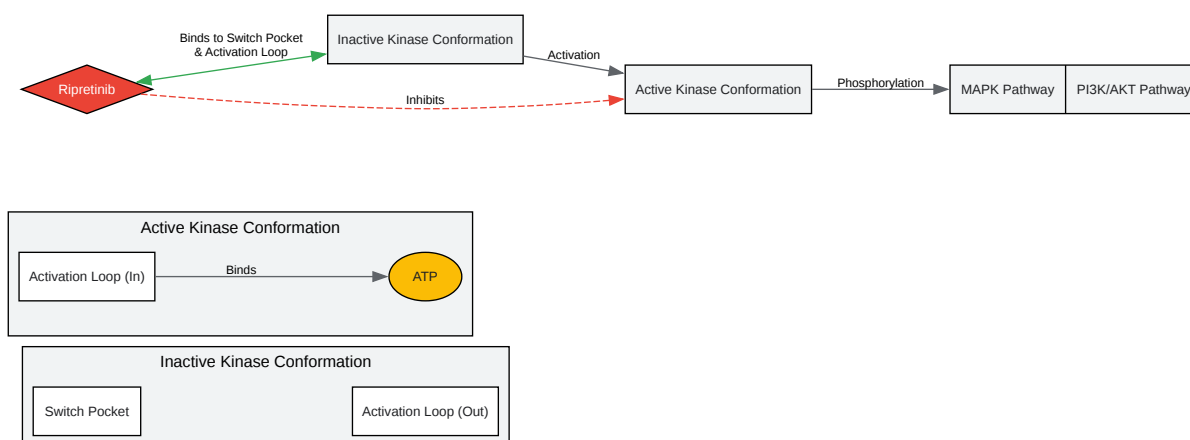 Binds to Switch Pocket
& Activation Loop
Inactive Kinase Conformation
Activation
Ripretinib
Inhibits
Active Kinase Conformation
Phosphorylation
MAPK Pathway
PI3K/AKT Pathway
Active Kinase Conformation
Activation Loop (In)
Binds
ATP
Inactive Kinase Conformation
Switch Pocket
Activation Loop (Out)